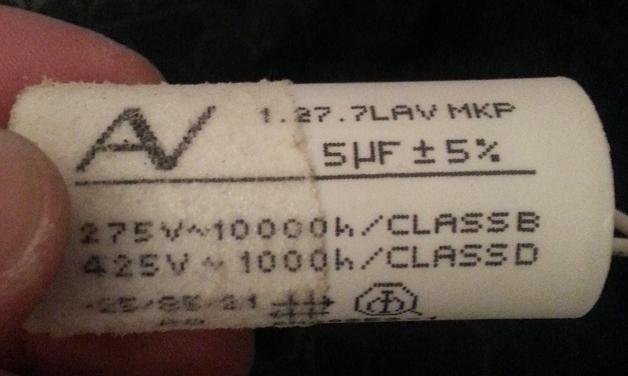 AV 1.27.7LAV MKP
5µF ±5%
275V~10000h/CLASS B
425V~1000h/CLASS D
-25/85/21